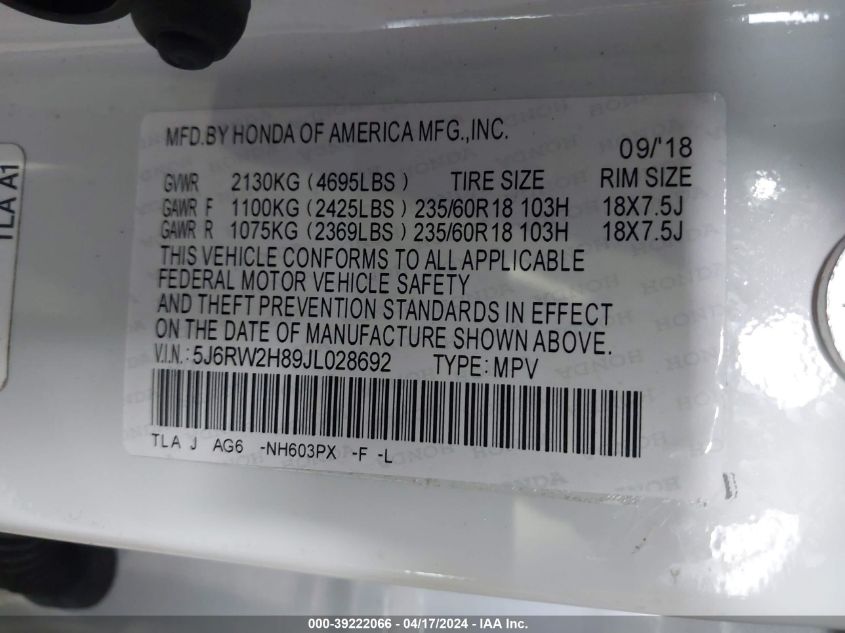 TLA A1
MFD.BY HONDA OF AMERICA MFG.,INC.
09/'18
GVWR 2130KG (4695LBS) TIRE SIZE RIM SIZE
GAWR F 1100KG (2425LBS) 235/60R18 103H 18X7.5J
GAWR R 1075KG (2369LBS) 235/60R18 103H 18X7.5J
THIS VEHICLE CONFORMS TO ALL APPLICABLE
FEDERAL MOTOR VEHICLE SAFETY
AND THEFT PREVENTION STANDARDS IN EFFECT
ON THE DATE OF MANUFACTURE SHOWN ABOVE.
V.I.N.: 5J6RW2H89JL028692 TYPE: MPV
TLA J AG6 -NH603PX -F -L
000-39222066 - 04/17/2024 - IAA Inc.